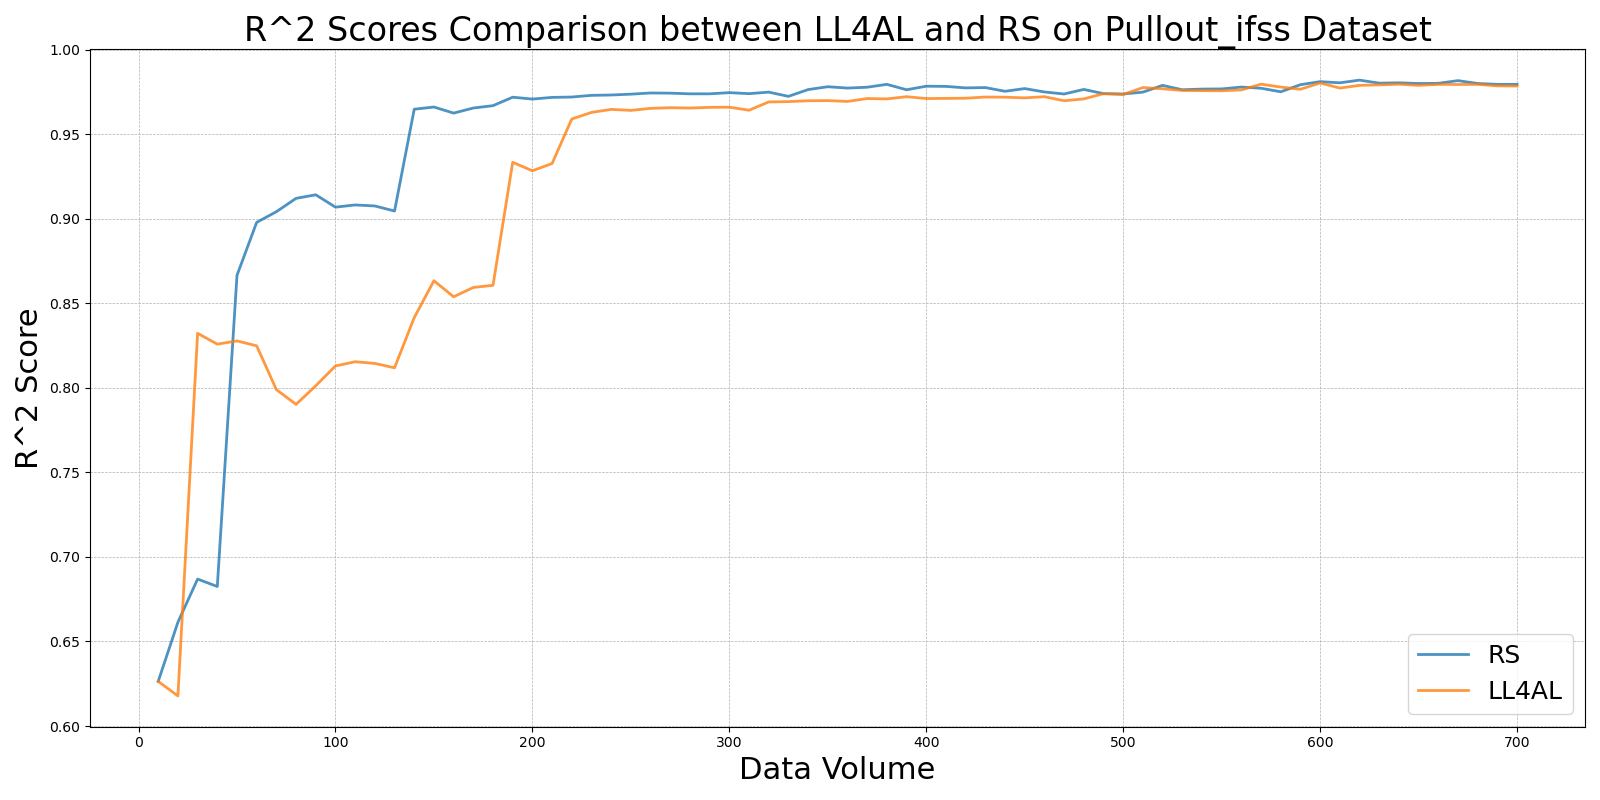 R^2 Scores Comparison between LL4AL and RS on Pullout_ifss Dataset
1.00
0.95
0.90
0.85
0.80
0.75
0.70
0.65
0.60
R^2 Score
0 100 200 300 400 500 600 700
Data Volume
RS
LL4AL